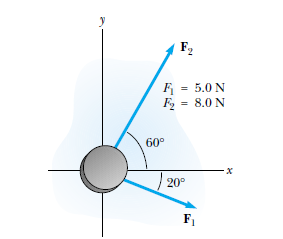 y
F₂
F₁ = 5.0 N
F₂ = 8.0 N
60°
x
20°
F₁